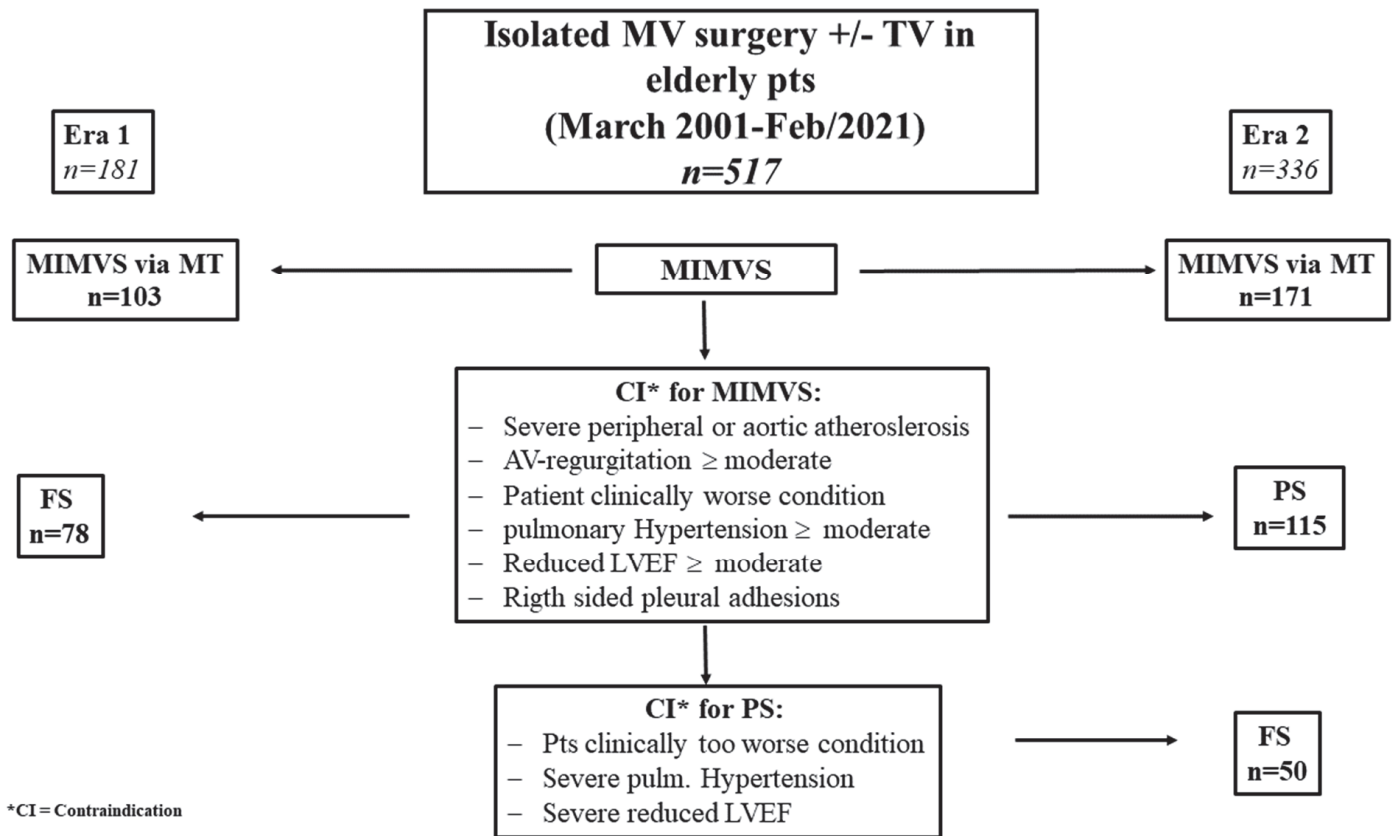 Isolated MV surgery +/- TV in
elderly pts
(March 2001-Feb/2021)
n=517
Era 1
n=181
Era 2
n=336
MIMVS via MT
n=103
MIMVS
MIMVS via MT
n=171
CI* for MIMVS:
– Severe peripheral or aortic atheroslerosis
– AV-regurgitation ≥ moderate
– Patient clinically worse condition
– pulmonary Hypertension ≥ moderate
– Reduced LVEF ≥ moderate
– Rigth sided pleural adhesions
FS
n=78
PS
n=115
CI* for PS:
– Pts clinically too worse condition
– Severe pulm. Hypertension
– Severe reduced LVEF
FS
n=50
*CI = Contraindication